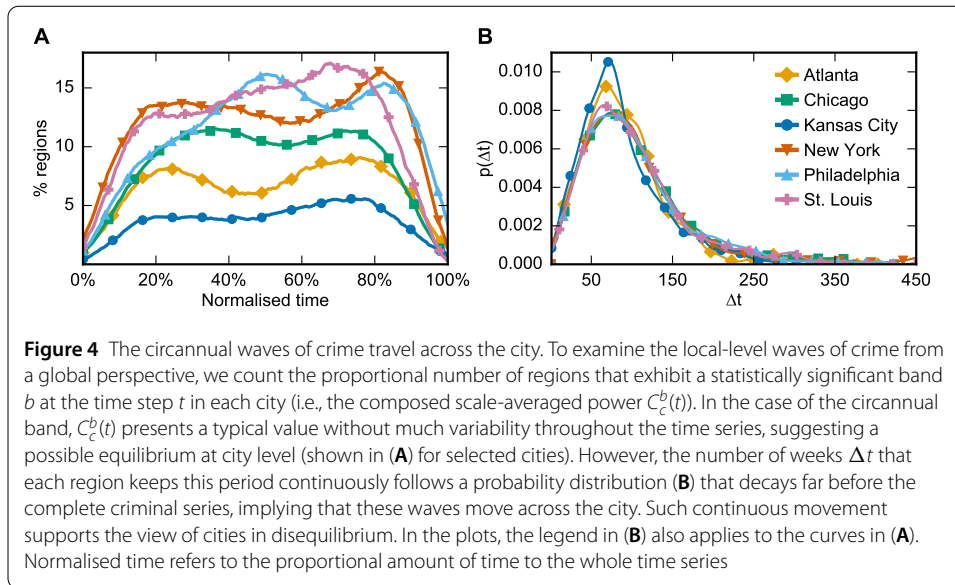 A
B
15
10
5
% regions
0%
20%
40%
60%
80%
100%
Normalised time
0.010
0.008
0.006
0.004
0.002
0.000
p(Δt)
50
150
250
350
450
Δt
Atlanta
Chicago
Kansas City
New York
Philadelphia
St. Louis
Figure 4 The circannual waves of crime travel across the city. To examine the local-level waves of crime from
a global perspective, we count the proportional number of regions that exhibit a statistically significant band
b at the time step t in each city (i.e., the composed scale-averaged power C_c^b(t)). In the case of the circannual
band, C_c^b(t) presents a typical value without much variability throughout the time series, suggesting a
possible equilibrium at city level (shown in (A) for selected cities). However, the number of weeks Δt that
each region keeps this period continuously follows a probability distribution (B) that decays far before the
complete criminal series, implying that these waves move across the city. Such continuous movement
supports the view of cities in disequilibrium. In the plots, the legend in (B) also applies to the curves in (A).
Normalised time refers to the proportional amount of time to the whole time series